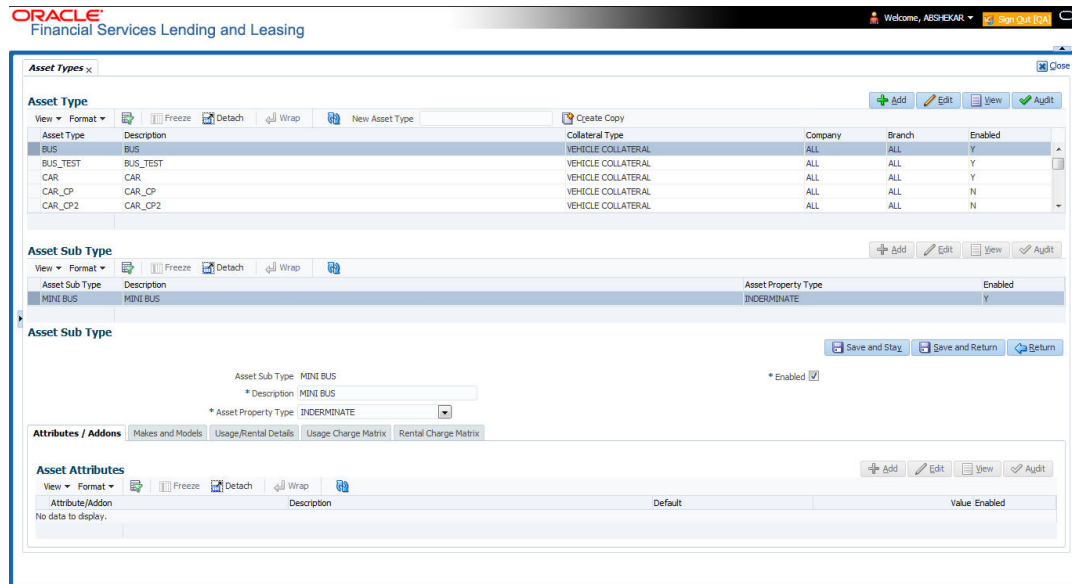 ORACLE®
Financial Services Lending and Leasing
Welcome, ABSHEKAR
Sign Out [QA]
Asset Types
Close
Asset Type
Add Edit View Audit
View Format Freeze Detach Wrap New Asset Type Create Copy
Asset Type Description Collateral Type Company Branch Enabled
BUS BUS VEHICLE COLLATERAL ALL ALL Y
BUS_TEST BUS_TEST VEHICLE COLLATERAL ALL ALL Y
CAR CAR VEHICLE COLLATERAL ALL ALL Y
CAR_CP CAR_CP VEHICLE COLLATERAL ALL ALL N
CAR_CP2 CAR_CP2 VEHICLE COLLATERAL ALL ALL N
Asset Sub Type
Add Edit View Audit
View Format Freeze Detach Wrap
Asset Sub Type Description Asset Property Type Enabled
MINI BUS MINI BUS INDERMINATE Y
Asset Sub Type
Save and Stay Save and Return Return
Asset Sub Type MINI BUS * Enabled
* Description MINI BUS
* Asset Property Type INDERMINATE
Attributes / Addons Makes and Models Usage/Rental Details Usage Charge Matrix Rental Charge Matrix
Asset Attributes
Add Edit View Audit
View Format Freeze Detach Wrap
Attribute/Addon Description Default Value Enabled
No data to display.